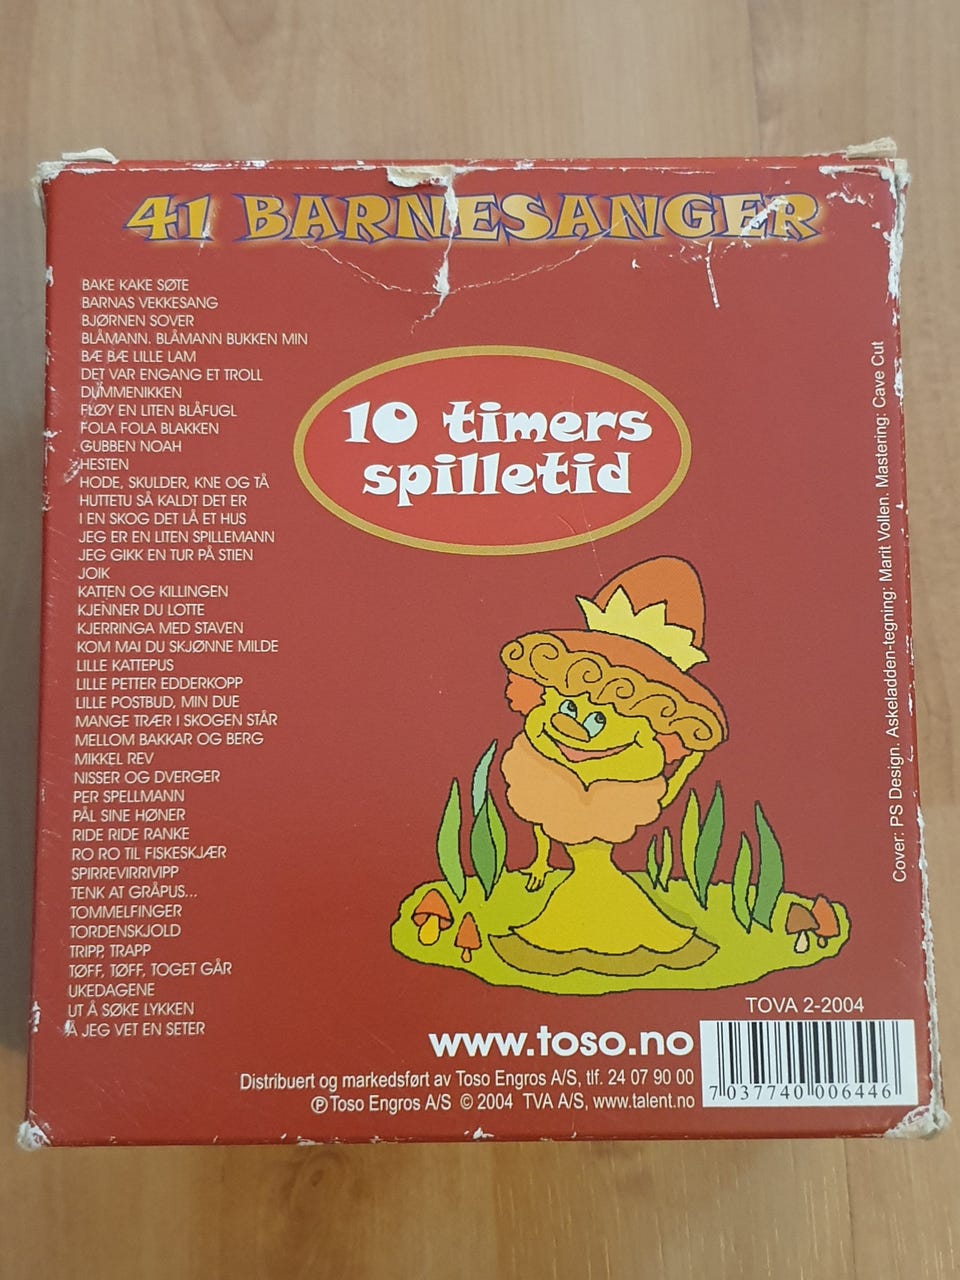 41 BARNESANGER
BAKE KAKE SØTE
BARNAS VEKKESANG
BJØRNEN SOVER
BLÅMANN. BLÅMANN BUKKEN MIN
BÆ BÆ LILLE LAM
DET VAR ENGANG ET TROLL
DUMMENIKKEN
FLØY EN LITEN BLÅFUGL
FOLA FOLA BLAKKEN
GUBBEN NOAH
HESTEN
HODE, SKULDER, KNE OG TÅ
HUTTETU SÅ KALDT DET ER
I EN SKOG DET LÅ ET HUS
JEG ER EN LITEN SPILLEMANN
JEG GIKK EN TUR PÅ STIEN
JOIK
KATTEN OG KILLINGEN
KJENNER DU LOTTE
KJERRINGA MED STAVEN
KOM MAI DU SKJØNNE MILDE
LILLE KATTEPUS
LILLE PETTER EDDERKOPP
LILLE POSTBUD, MIN DUE
MANGE TRÆR I SKOGEN STÅR
MELLOM BAKKAR OG BERG
MIKKEL REV
NISSER OG DVERGER
PER SPELLMANN
PÅL SINE HØNER
RIDE RIDE RANKE
RO RO TIL FISKESKJÆR
SPIRREVIRRIVIPP
TENK AT GRÅPUS...
TOMMELFINGER
TORDENSKJOLD
TRIPP, TRAPP
TØFF, TØFF, TOGET GÅR
UKEDAGENE
UT Å SØKE LYKKEN
Å JEG VET EN SETER
10 timers
spilletid
Cover: PS Design. Askeladden-tegning: Marit Vollen. Mastering: Cave Cut
TOVA 2-2004
www.toso.no
Distribuert og markedsført av Toso Engros A/S, tlf. 24 07 90 00
Ⓟ Toso Engros A/S © 2004 TVA A/S, www.talent.no
7 037740 006446